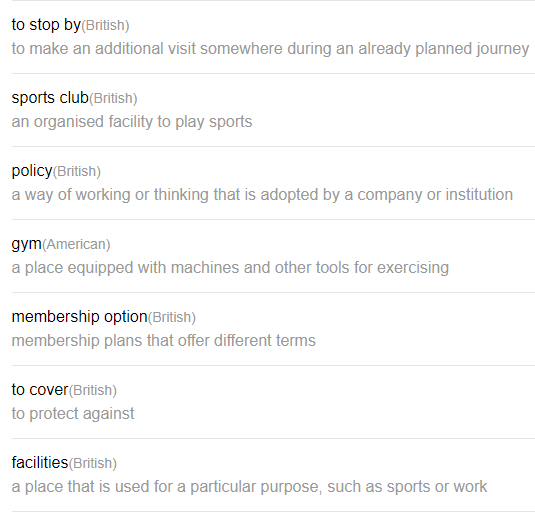 to stop by(British)
to make an additional visit somewhere during an already planned journey
sports club(British)
an organised facility to play sports
policy(British)
a way of working or thinking that is adopted by a company or institution
gym(American)
a place equipped with machines and other tools for exercising
membership option(British)
membership plans that offer different terms
to cover(British)
to protect against
facilities(British)
a place that is used for a particular purpose, such as sports or work